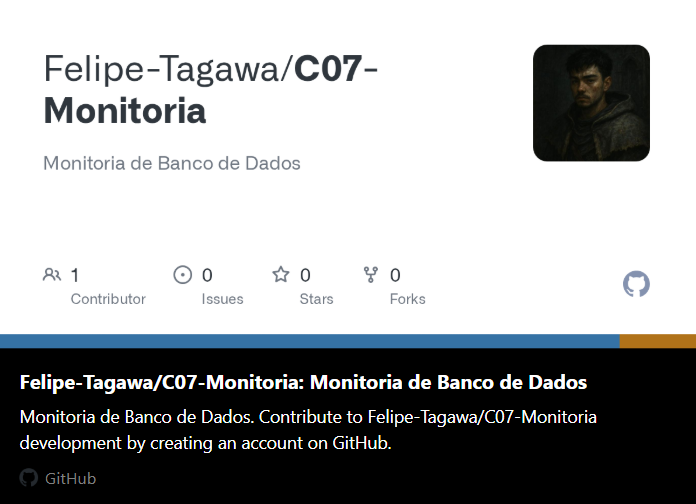 Felipe-Tagawa/C07-
Monitoria
Monitoria de Banco de Dados
1 0 0 0
Contributor Issues Stars Forks
Felipe-Tagawa/C07-Monitoria: Monitoria de Banco de Dados
Monitoria de Banco de Dados. Contribute to Felipe-Tagawa/C07-Monitoria
development by creating an account on GitHub.
GitHub